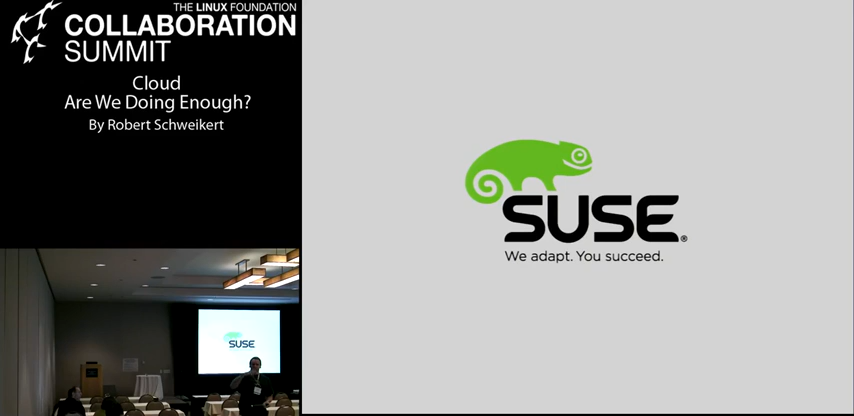 THE LINUX FOUNDATION
COLLABORATION
SUMMIT
Cloud
Are We Doing Enough?
By Robert Schweikert
SUSE®
We adapt. You succeed.
SUSE